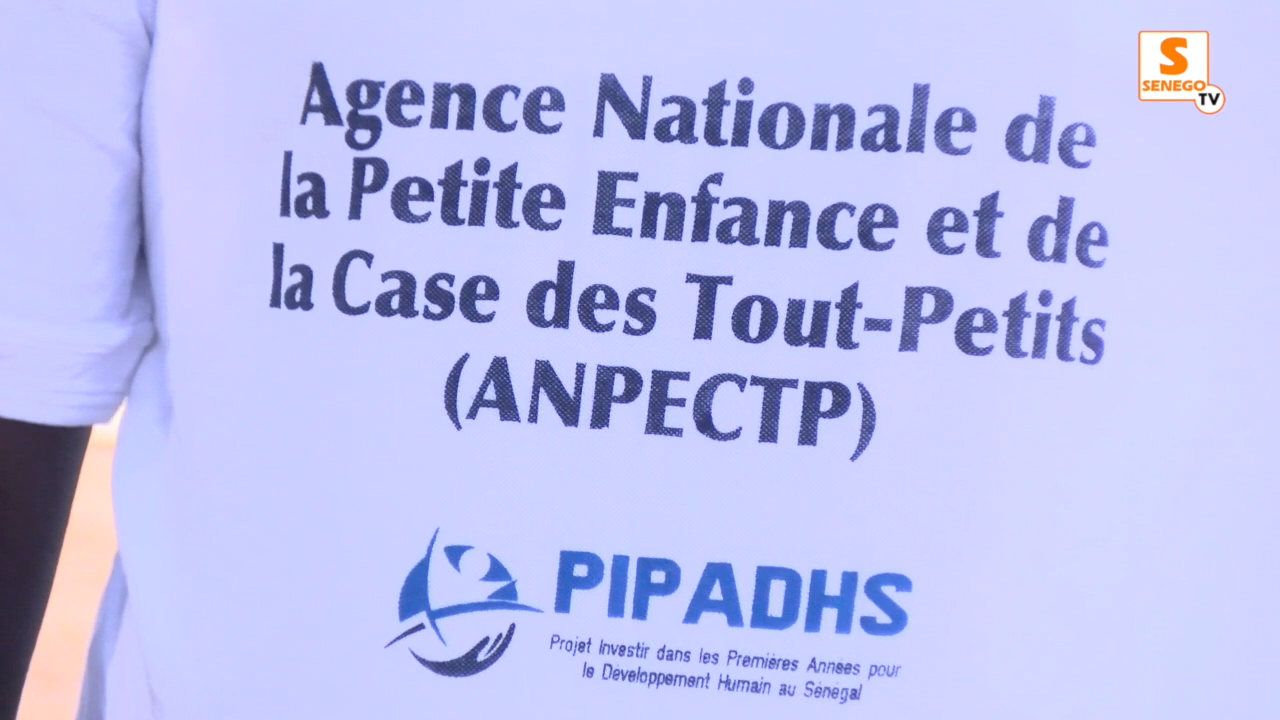 S
SENEGO
TV
Agence Nationale de
la Petite Enfance et de
la Case des Tout-Petits
(ANPECTP)
PIPADHS
Projet Investir dans les Premières Années pour
le Développement Humain au Sénégal